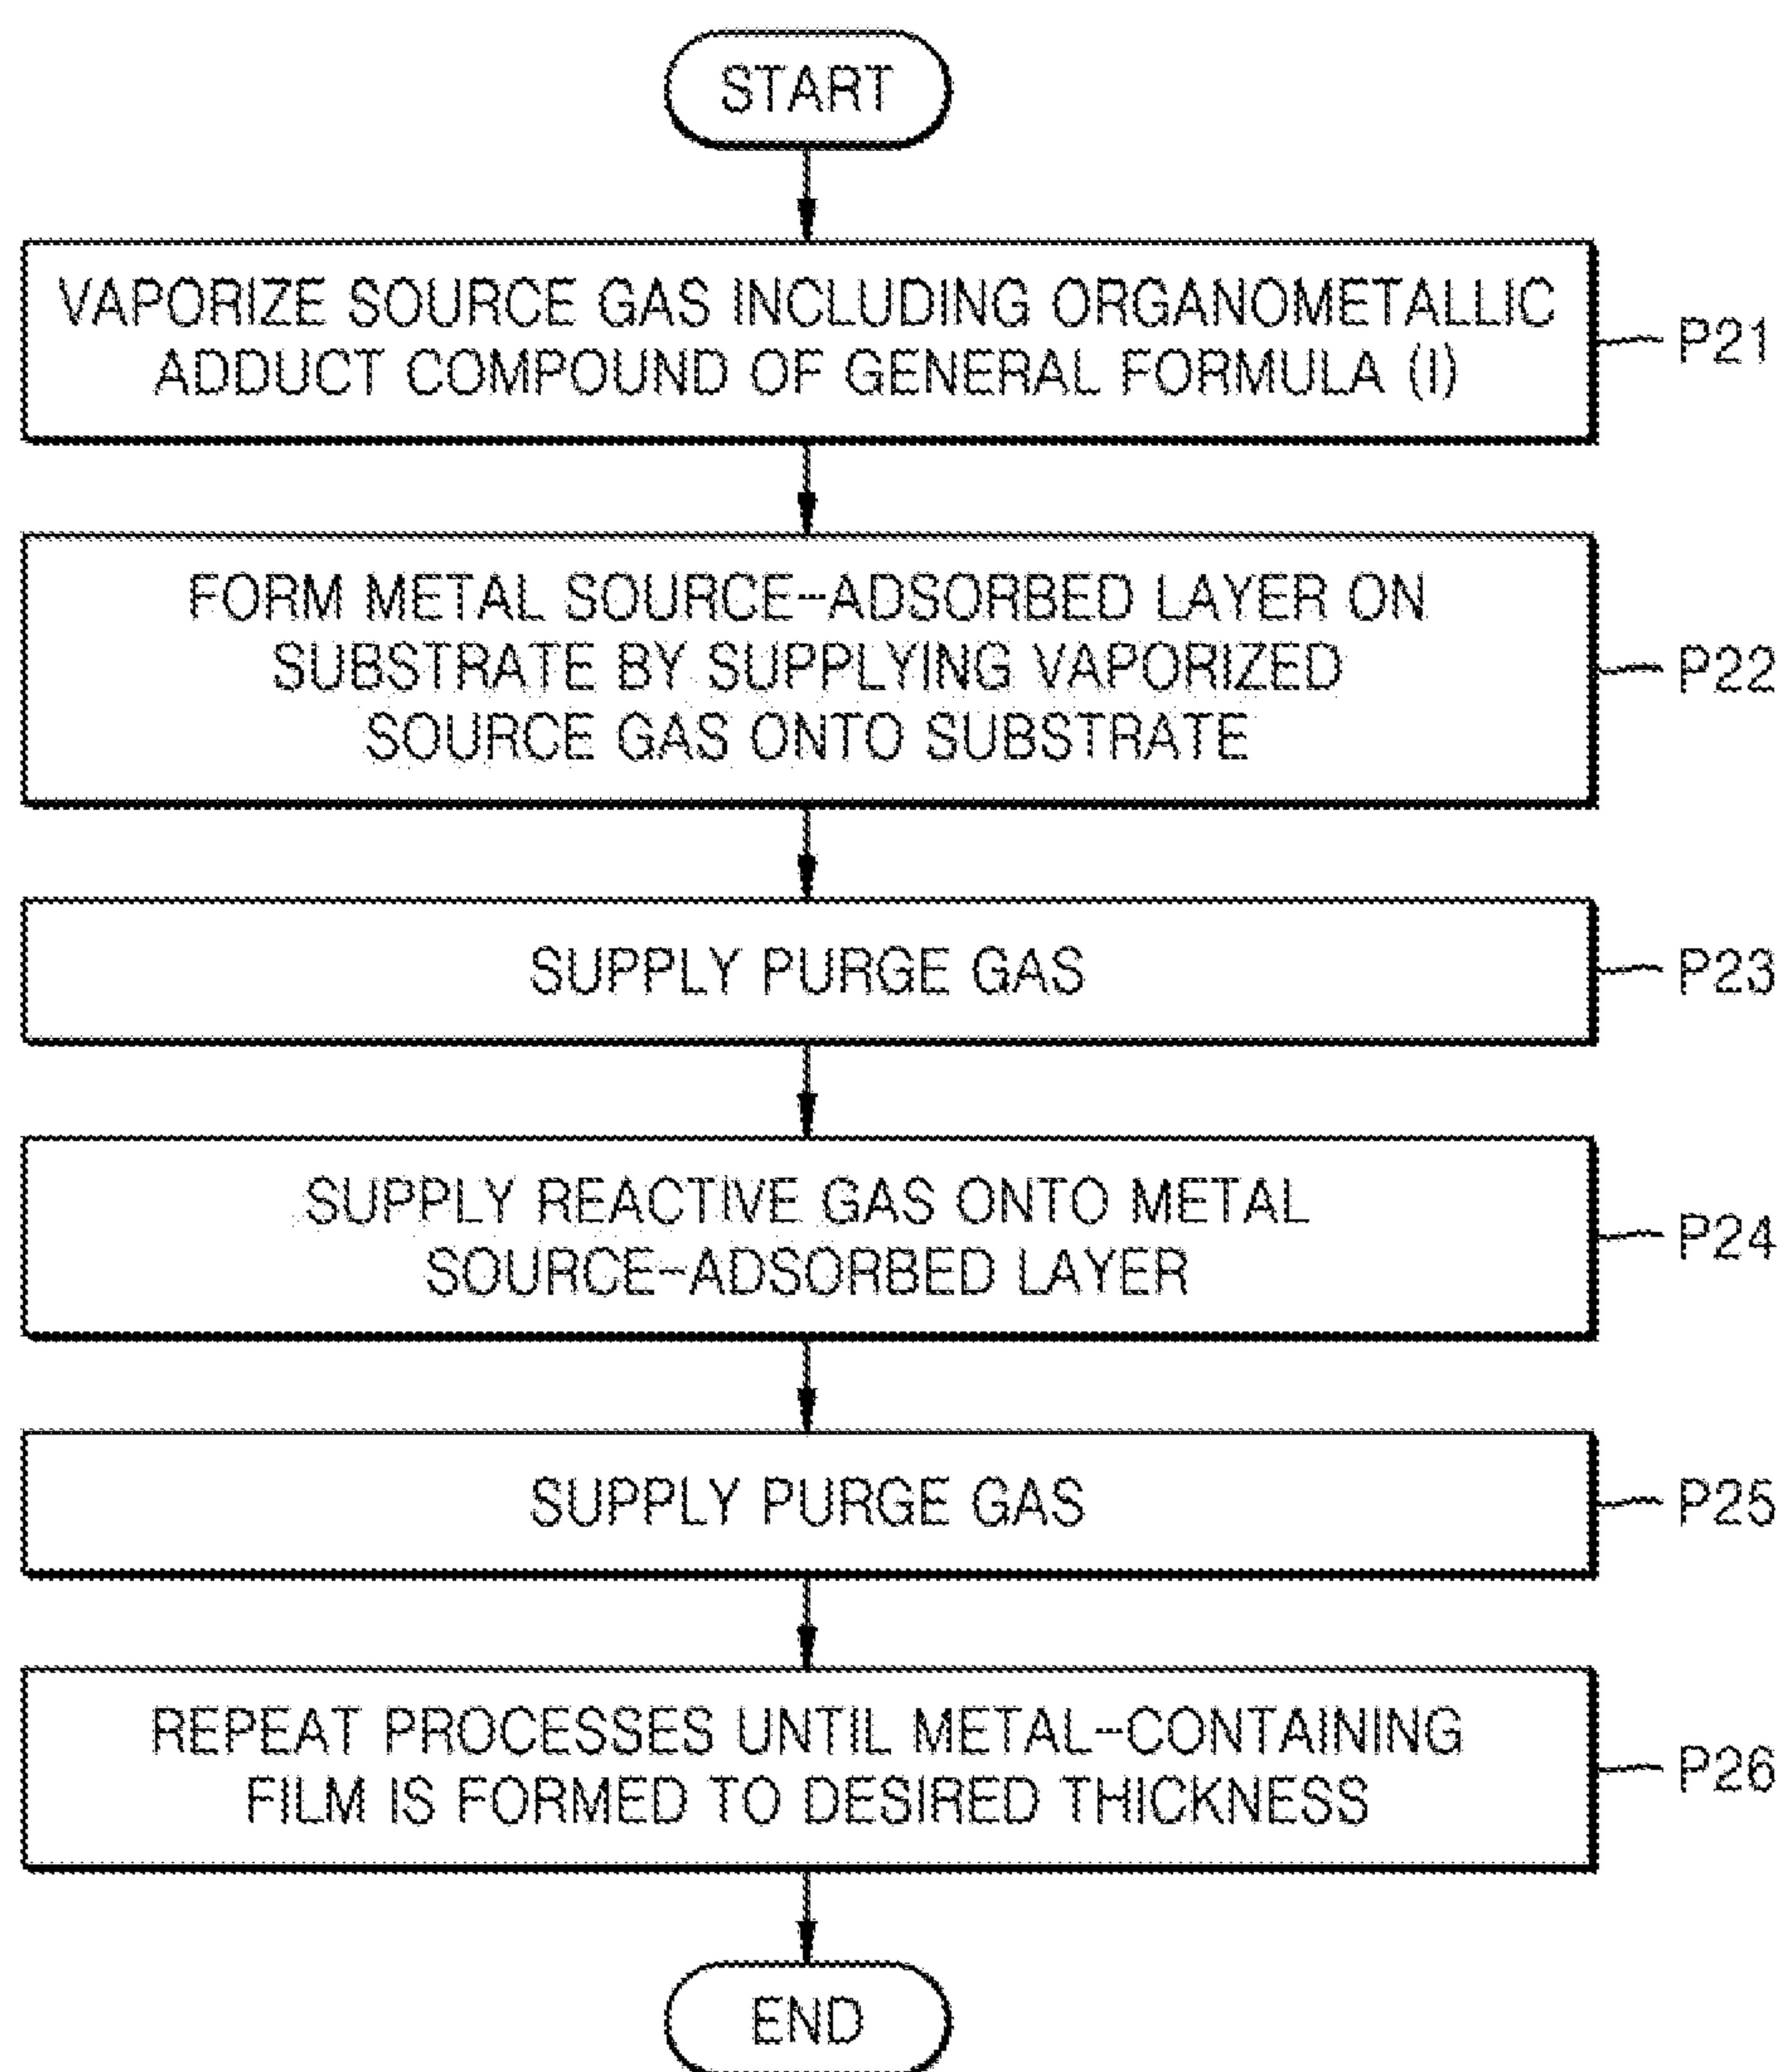 START
VAPORIZE SOURCE GAS INCLUDING ORGANOMETALLIC
ADDUCT COMPOUND OF GENERAL FORMULA (I)
P21
FORM METAL SOURCE-ADSORBED LAYER ON
SUBSTRATE BY SUPPLYING VAPORIZED
SOURCE GAS ONTO SUBSTRATE
P22
SUPPLY PURGE GAS
P23
SUPPLY REACTIVE GAS ONTO METAL
SOURCE-ADSORBED LAYER
P24
SUPPLY PURGE GAS
P25
REPEAT PROCESSES UNTIL METAL-CONTAINING
FILM IS FORMED TO DESIRED THICKNESS
P26
END